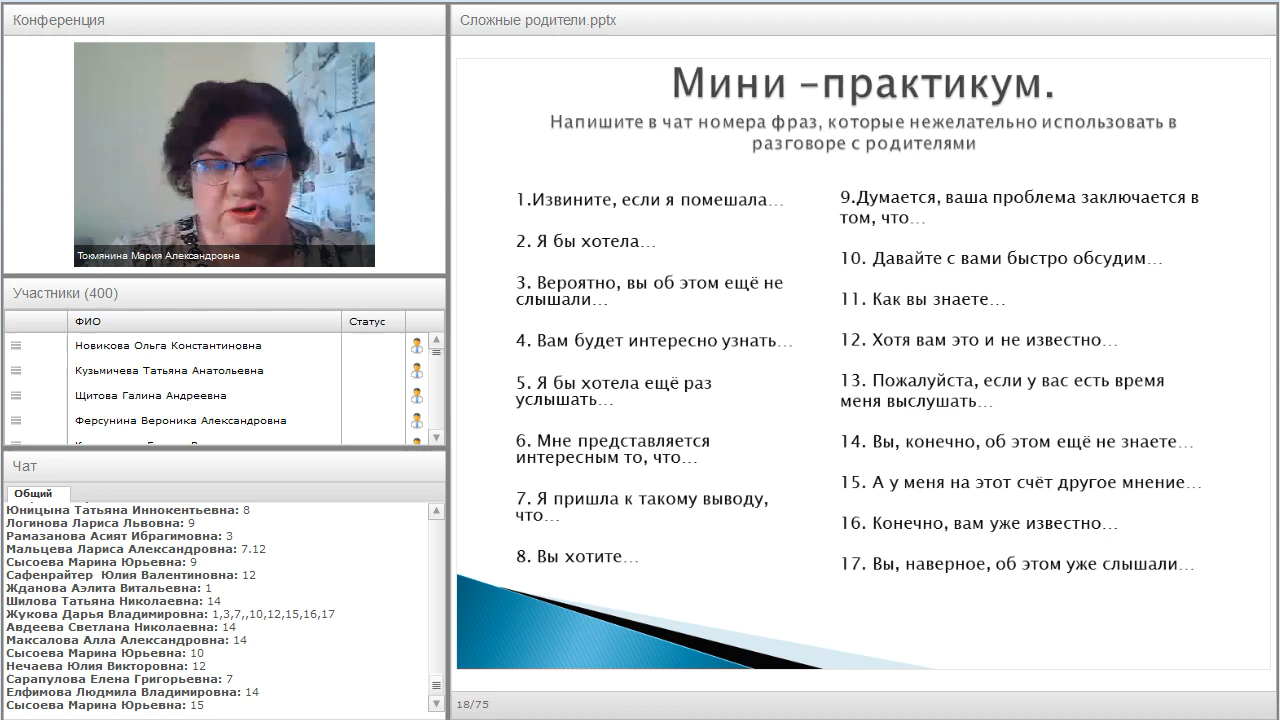 Конференция
Токмянина Мария Александровна
Участники (400)
ФИО
Статус
Новикова Ольга Константиновна
Кузьмичева Татьяна Анатольевна
Щитова Галина Андреевна
Ферсунина Вероника Александровна
Чат
Общий
Юницына Татьяна Иннокентьевна: 8
Логинова Лариса Львовна: 9
Рамазанова Асият Ибрагимовна: 3
Мальцева Лариса Александровна: 7.12
Сысоева Марина Юрьевна: 9
Сафенрайтер Юлия Валентиновна: 12
Жданова Аэлита Витальевна: 1
Шилова Татьяна Николаевна: 14
Жукова Дарья Владимировна: 1,3,7,,10,12,15,16,17
Авдеева Светлана Николаевна: 14
Максалова Алла Александровна: 14
Сысоева Марина Юрьевна: 10
Нечаева Юлия Викторовна: 12
Сарапулова Елена Григорьевна: 7
Елфимова Людмила Владимировна: 14
Сысоева Марина Юрьевна: 15
Сложные родители.pptx
Мини –практикум.
Напишите в чат номера фраз, которые нежелательно использовать в
разговоре с родителями
1.Извините, если я помешала…
2. Я бы хотела…
3. Вероятно, вы об этом ещё не
слышали…
4. Вам будет интересно узнать…
5. Я бы хотела ещё раз
услышать…
6. Мне представляется
интересным то, что…
7. Я пришла к такому выводу,
что…
8. Вы хотите…
9.Думается, ваша проблема заключается в
том, что…
10. Давайте с вами быстро обсудим…
11. Как вы знаете…
12. Хотя вам это и не известно…
13. Пожалуйста, если у вас есть время
меня выслушать…
14. Вы, конечно, об этом ещё не знаете…
15. А у меня на этот счёт другое мнение…
16. Конечно, вам уже известно…
17. Вы, наверное, об этом уже слышали…
18/75